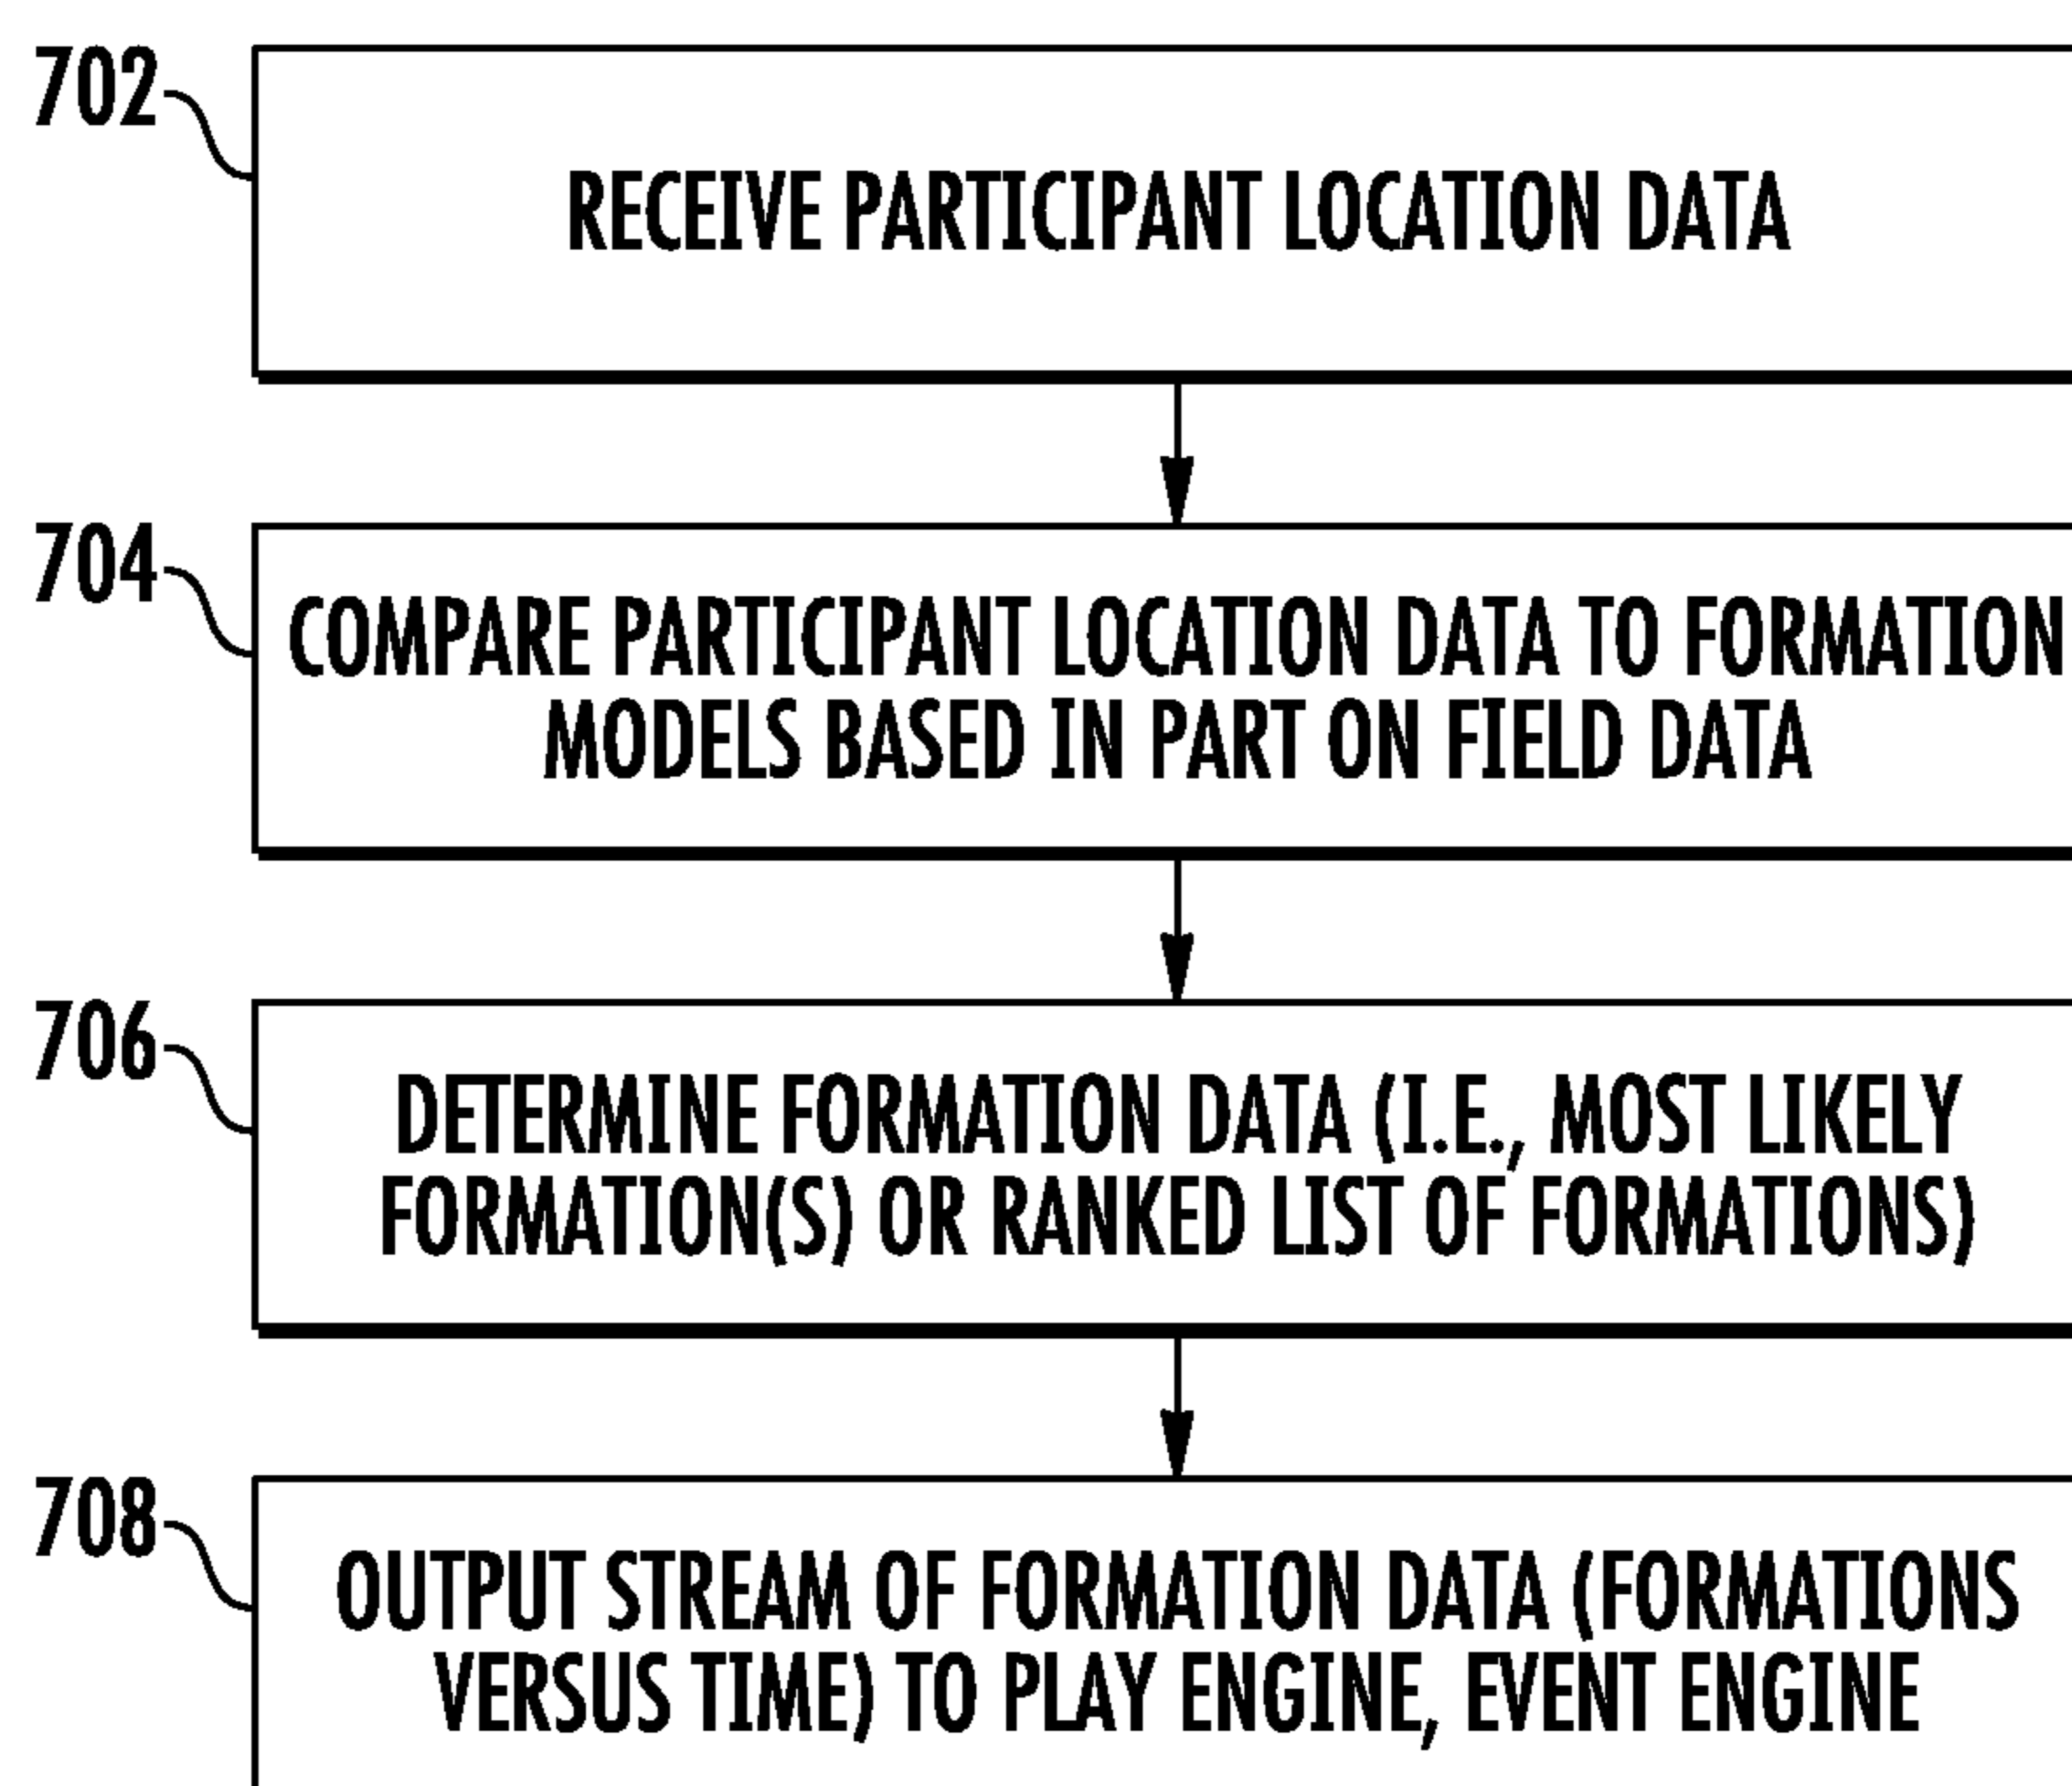 702
RECEIVE PARTICIPANT LOCATION DATA
704
COMPARE PARTICIPANT LOCATION DATA TO FORMATION
MODELS BASED IN PART ON FIELD DATA
706
DETERMINE FORMATION DATA (I.E., MOST LIKELY
FORMATION(S) OR RANKED LIST OF FORMATIONS)
708
OUTPUT STREAM OF FORMATION DATA (FORMATIONS
VERSUS TIME) TO PLAY ENGINE, EVENT ENGINE